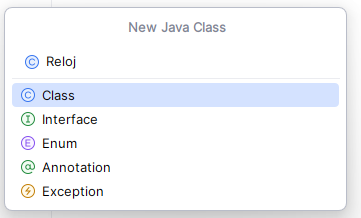 New Java Class
Reloj
Class
Interface
Enum
Annotation
Exception